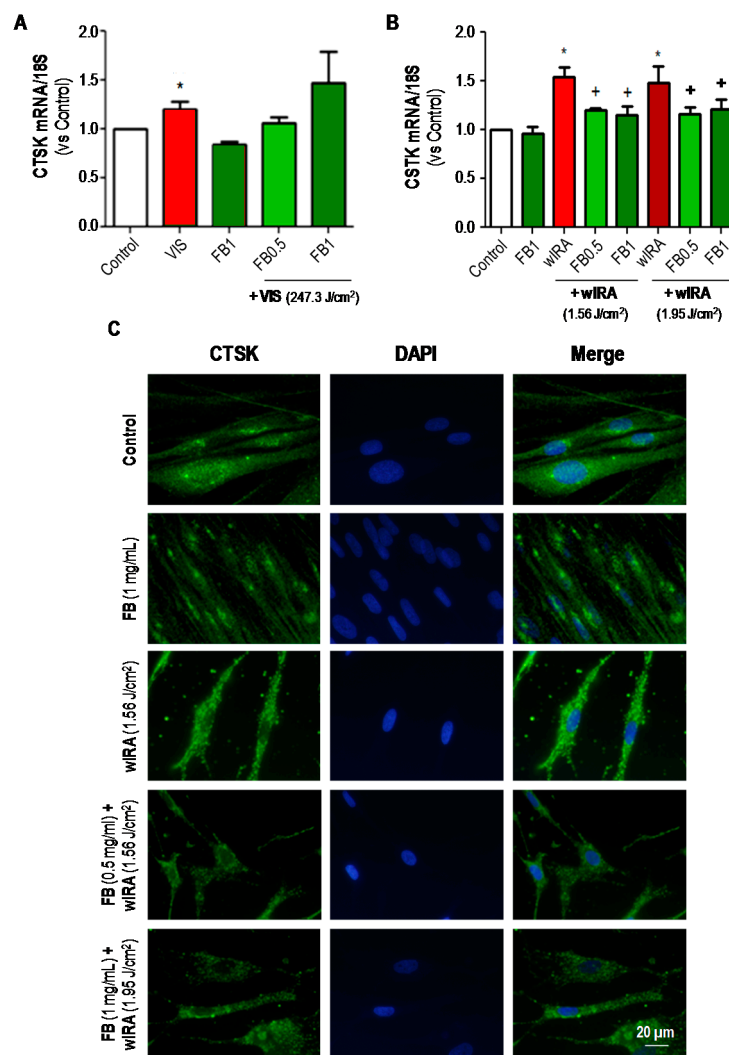 A
CTSK mRNA/18S
(vs Control)
2.0
1.5
1.0
0.5
0.0
*
Control
VIS
FB1
FB0.5
FB1
+ VIS (247.3 J/cm²)
B
CSTK mRNA/18S
(vs Control)
2.0
1.5
1.0
0.5
0.0
*
+
+
*
+
+
Control
FB1
wIRA
FB0.5
FB1
wIRA
FB0.5
FB1
+ wIRA
(1.56 J/cm²)
+ wIRA
(1.95 J/cm²)
C
CTSK
DAPI
Merge
Control
FB (1 mg/mL)
wIRA (1.56 J/cm²)
FB (0.5 mg/ml) +
wIRA (1.56 J/cm²)
FB (1 mg/mL) +
wIRA (1.95 J/cm²)
20 µm